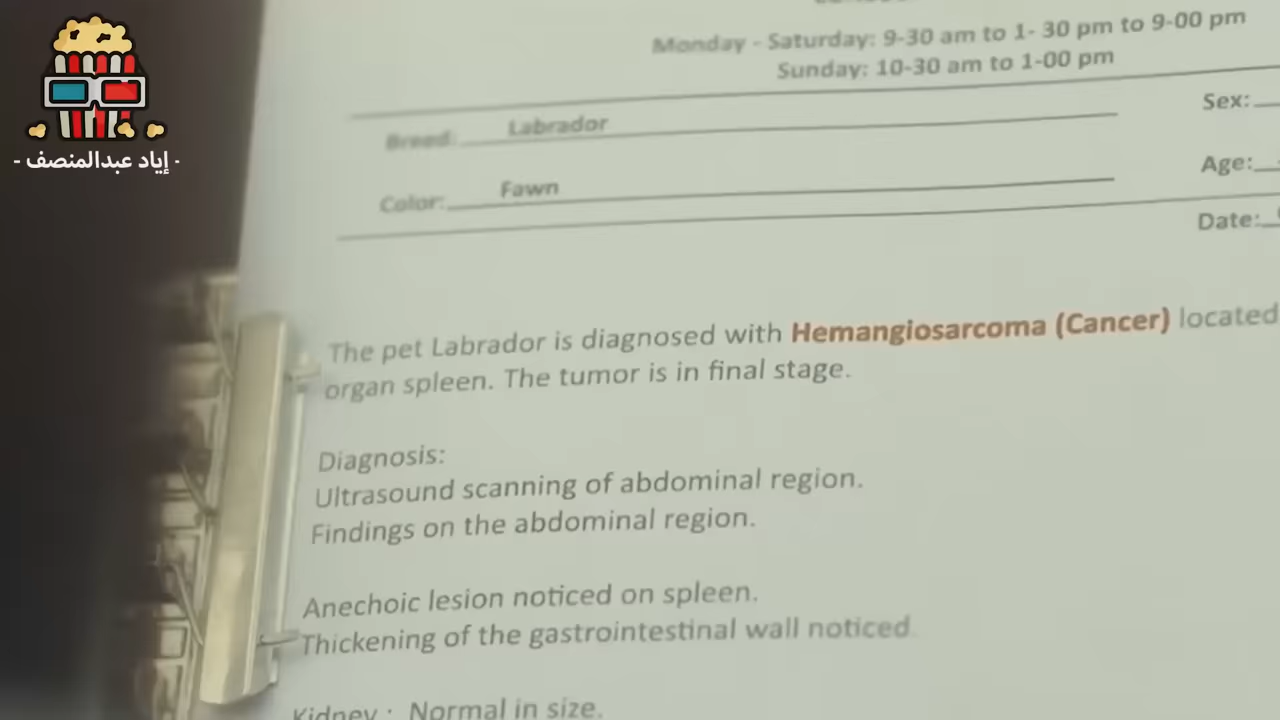 - إياد عبدالمنصف -
Monday - Saturday: 9-30 am to 1- 30 pm to 9-00 pm
Sunday: 10-30 am to 1-00 pm
Breed: Labrador
Sex:
Color: Fawn
Age:
Date:
The pet Labrador is diagnosed with Hemangiosarcoma (Cancer) located
organ spleen. The tumor is in final stage.
Diagnosis:
Ultrasound scanning of abdominal region.
Findings on the abdominal region.
Anechoic lesion noticed on spleen.
Thickening of the gastrointestinal wall noticed.
Kidney : Normal in size.